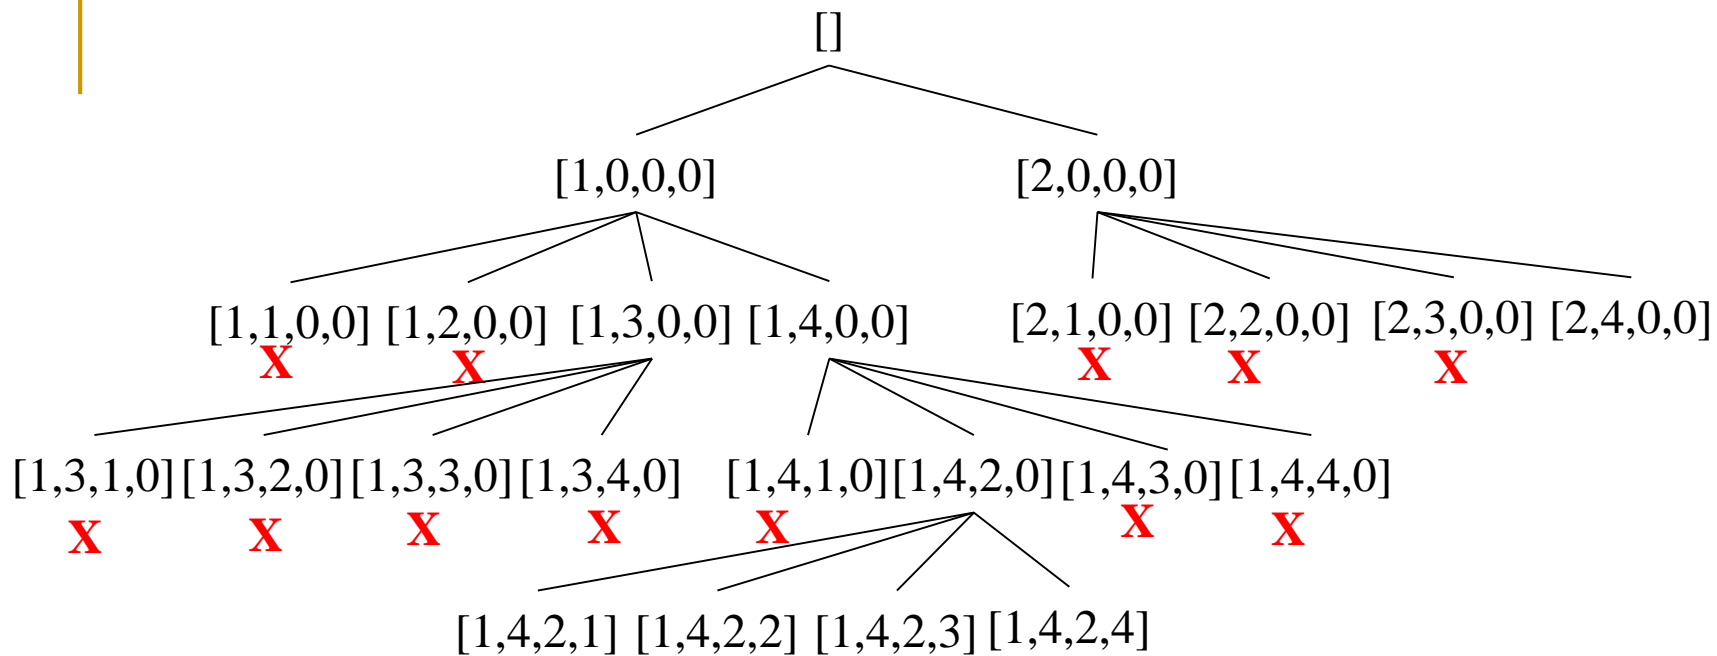 []
[1,0,0,0] [2,0,0,0]
[1,1,0,0] [1,2,0,0] [1,3,0,0] [1,4,0,0] [2,1,0,0] [2,2,0,0] [2,3,0,0] [2,4,0,0]
X X X X X
[1,3,1,0] [1,3,2,0] [1,3,3,0] [1,3,4,0] [1,4,1,0] [1,4,2,0] [1,4,3,0] [1,4,4,0]
X X X X X X X
[1,4,2,1] [1,4,2,2] [1,4,2,3] [1,4,2,4]